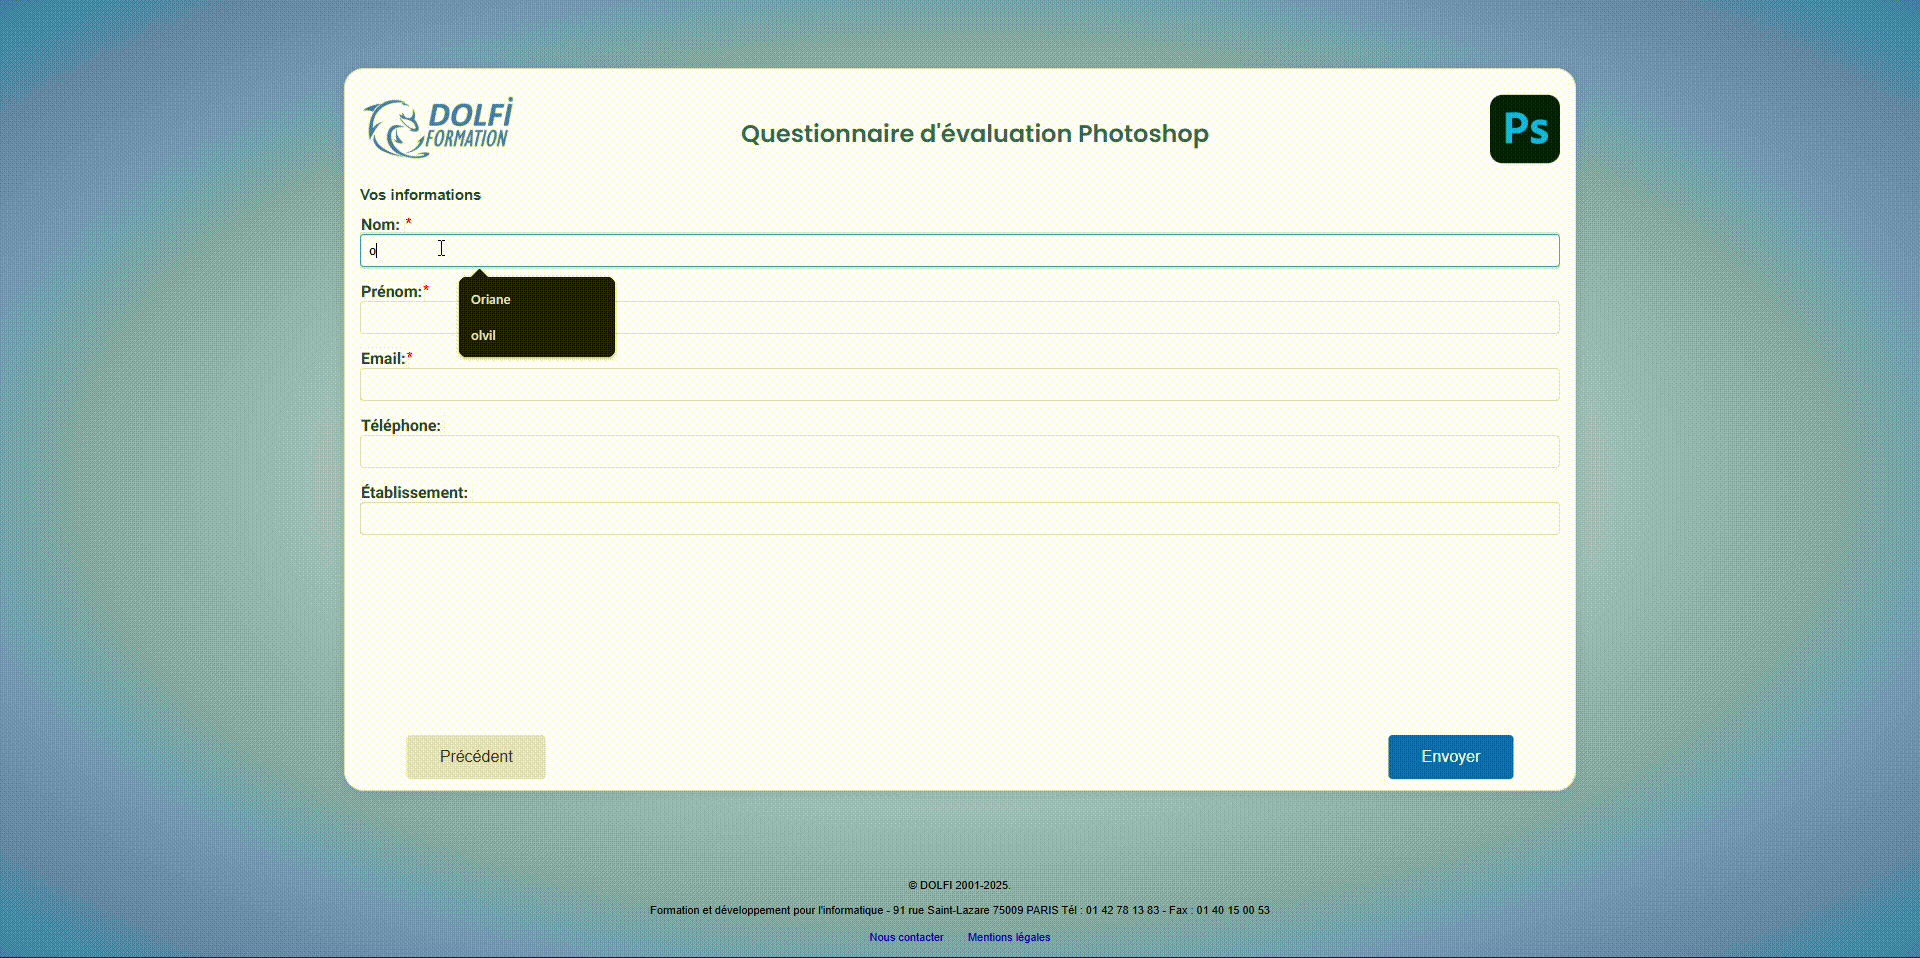 DOLFI
FORMATION
Questionnaire d'évaluation Photoshop
Ps
Vos informations
Nom: *
o
Oriane
olvil
Prénom:*
Email:*
Téléphone:
Établissement:
Précédent
Envoyer
© DOLFI 2001-2025.
Formation et développement pour l'informatique - 91 rue Saint-Lazare 75009 PARIS Tél : 01 42 78 13 83 - Fax : 01 40 15 00 53
Nous contacter Mentions légales